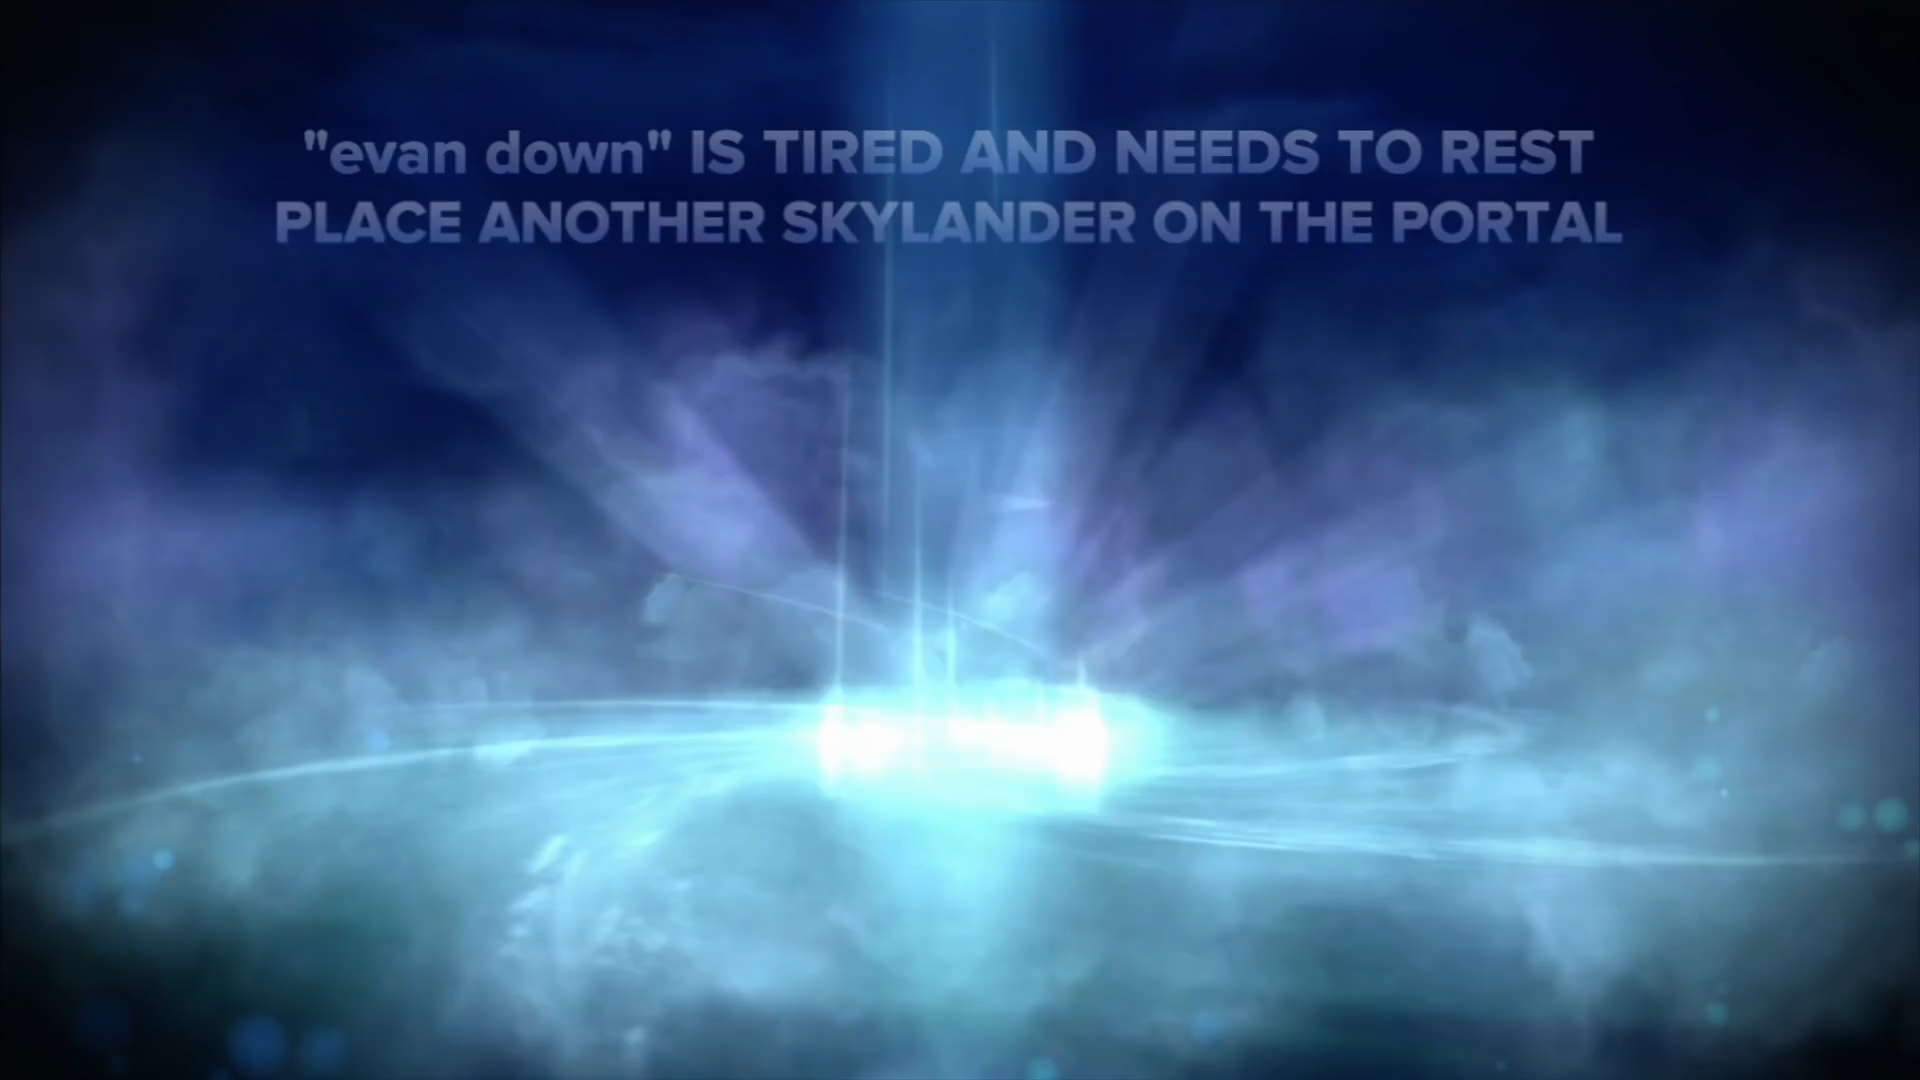 "evan down" IS TIRED AND NEEDS TO REST
PLACE ANOTHER SKYLANDER ON THE PORTAL